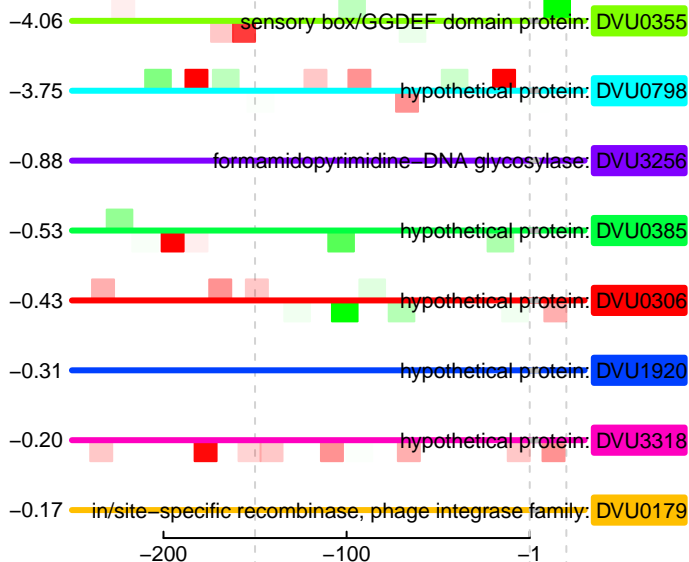 −4.06 sensory box/GGDEF domain protein: DVU0355
−3.75 hypothetical protein: DVU0798
−0.88 formamidopyrimidine−DNA glycosylase: DVU3256
−0.53 hypothetical protein: DVU0385
−0.43 hypothetical protein: DVU0306
−0.31 hypothetical protein: DVU1920
−0.20 hypothetical protein: DVU3318
−0.17 in/site−specific recombinase, phage integrase family: DVU0179
−200 −100 −1